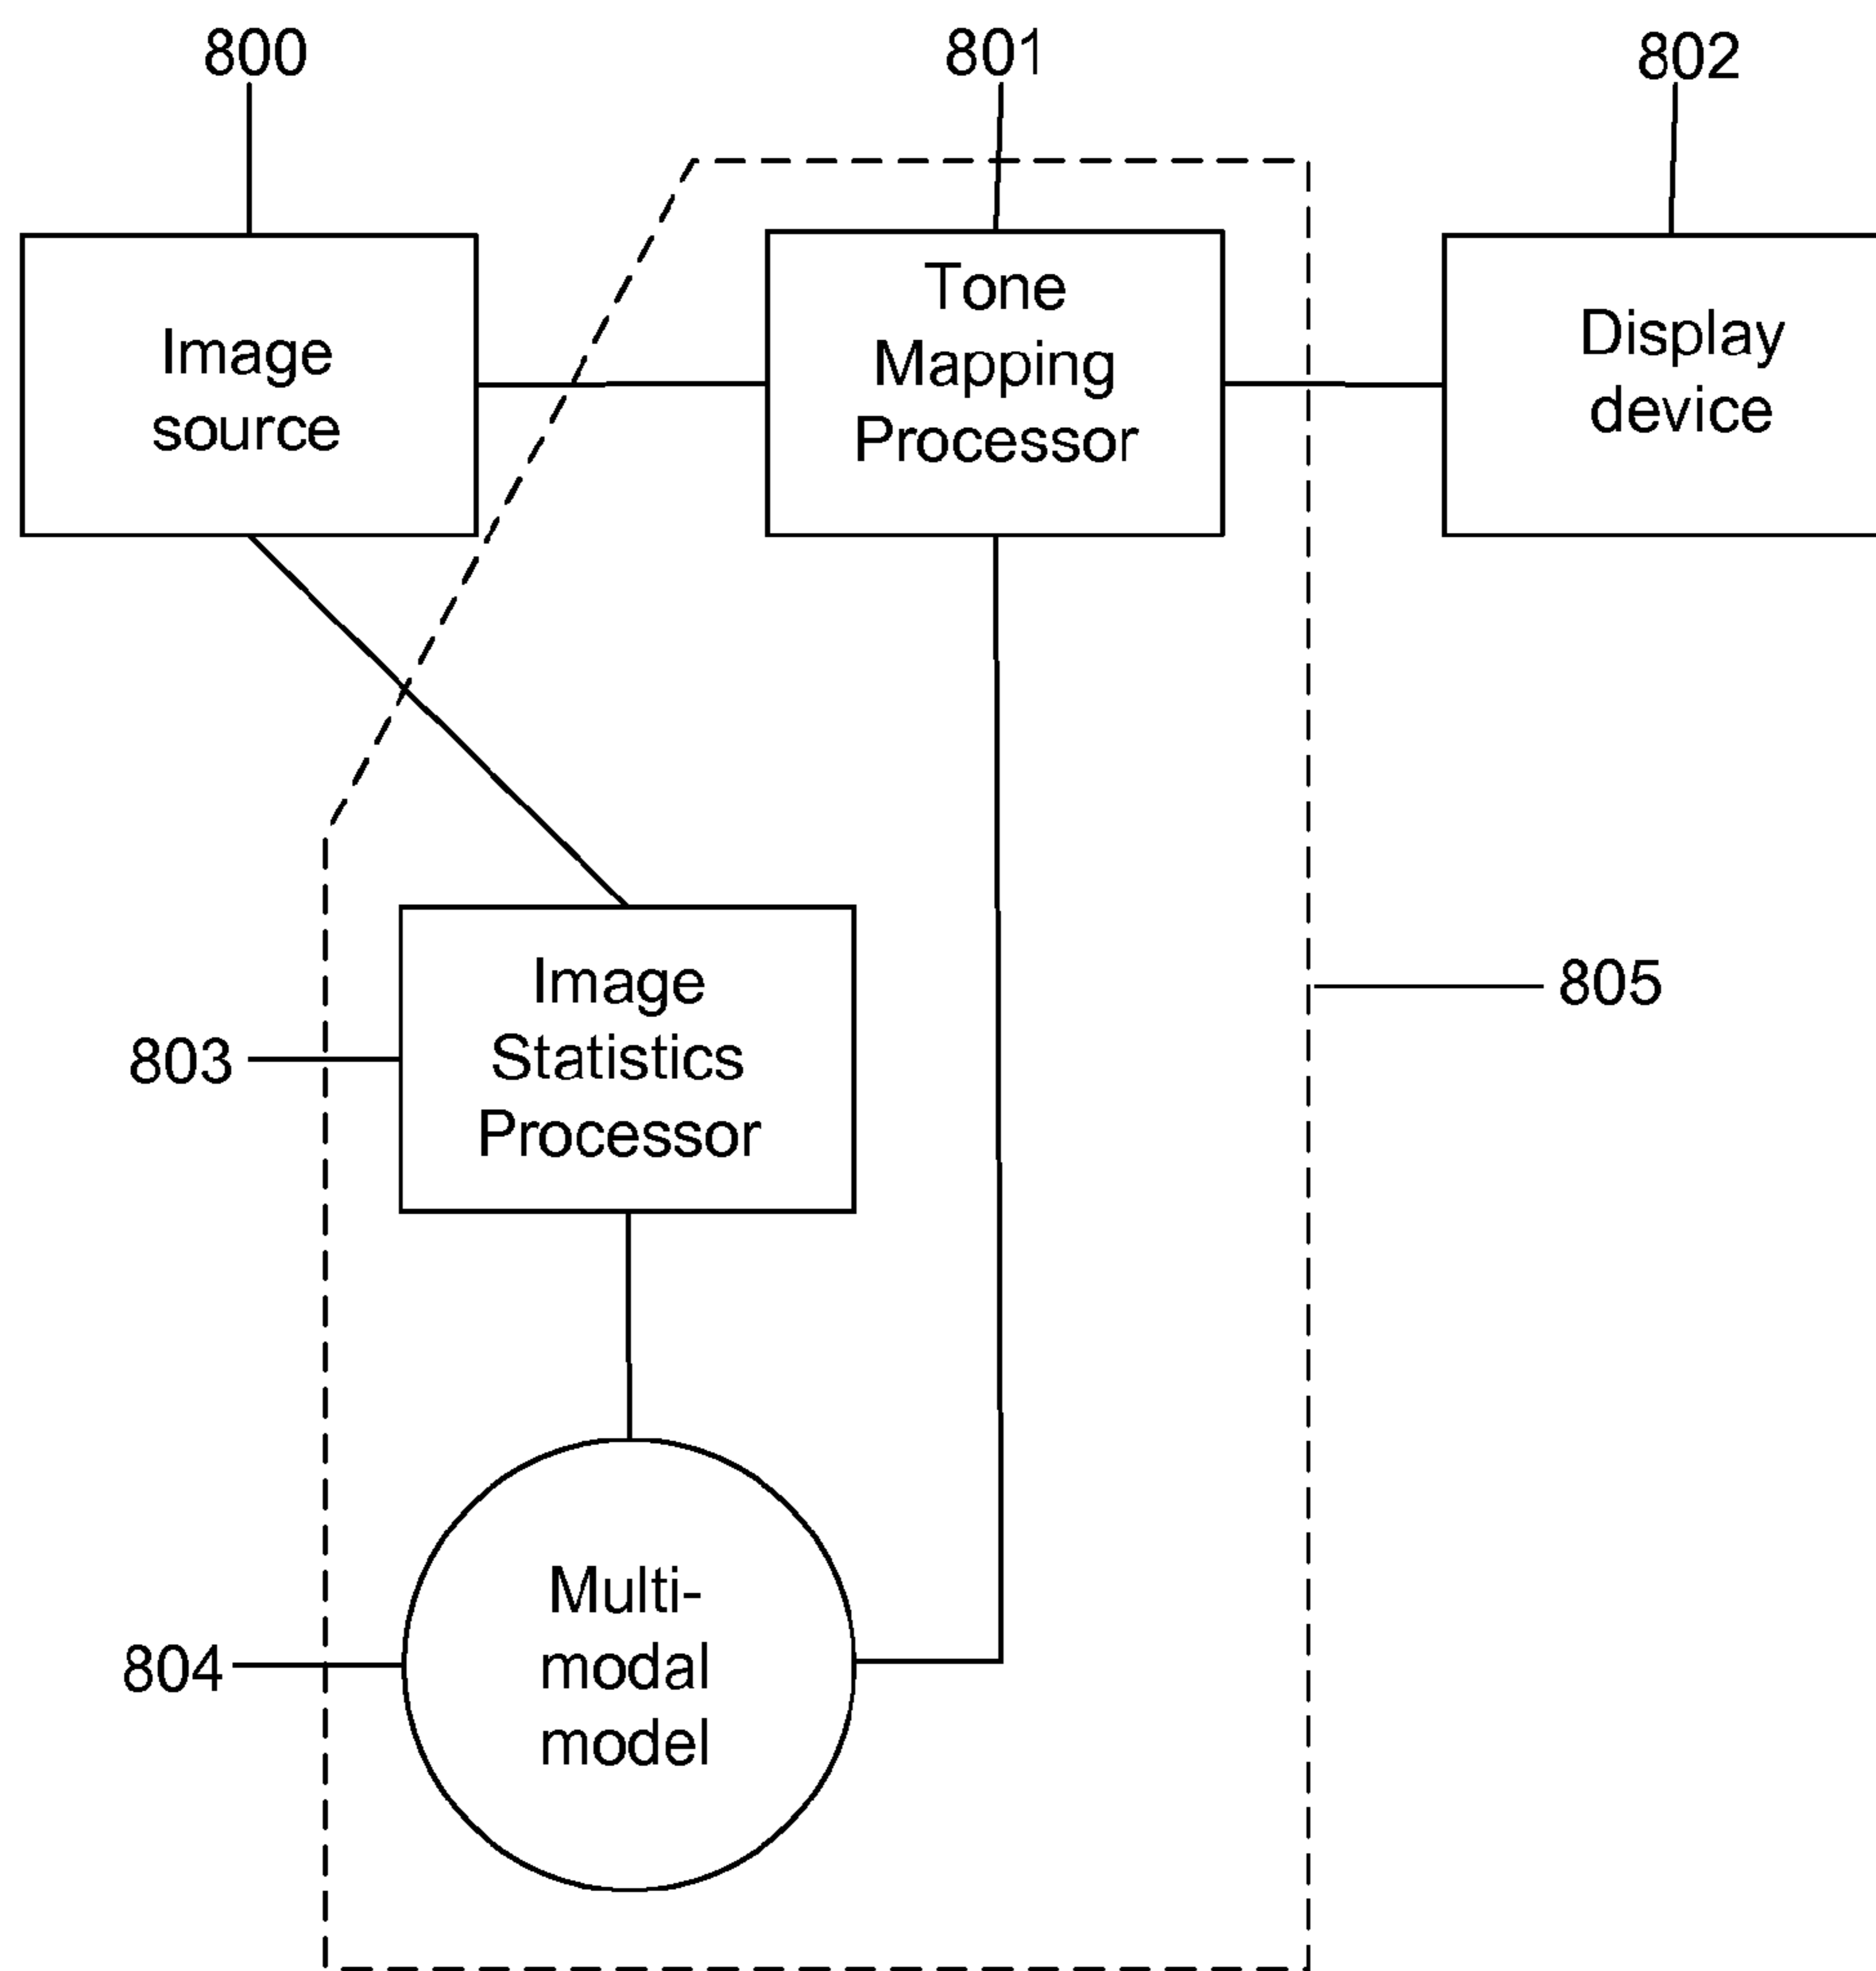 800
801
802
Image
source
Tone
Mapping
Processor
Display
device
805
803
Image
Statistics
Processor
804
Multi-
modal
model